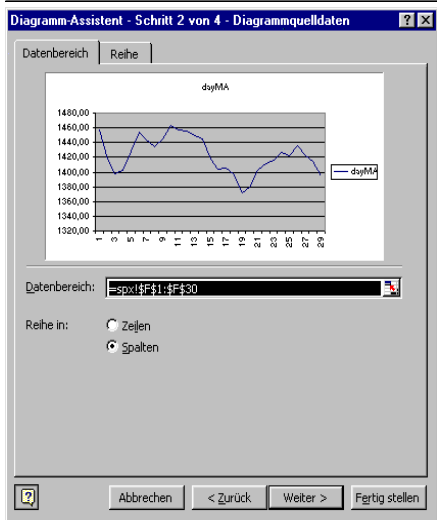 Diagramm-Assistent - Schritt 2 von 4 - Diagrammquelldaten ? X
Datenbereich Reihe
dayMA
1480,00
1460,00
1440,00
1420,00
1400,00
1380,00
1360,00
1340,00
1320,00
dayMA
1 3 5 7 9 11 13 15 17 19 21 23 25 27 29
Datenbereich: =spx!$F$1:$F$30
Reihe in: Zeilen
Spalten
? Abbrechen < Zurück Weiter > Fertig stellen